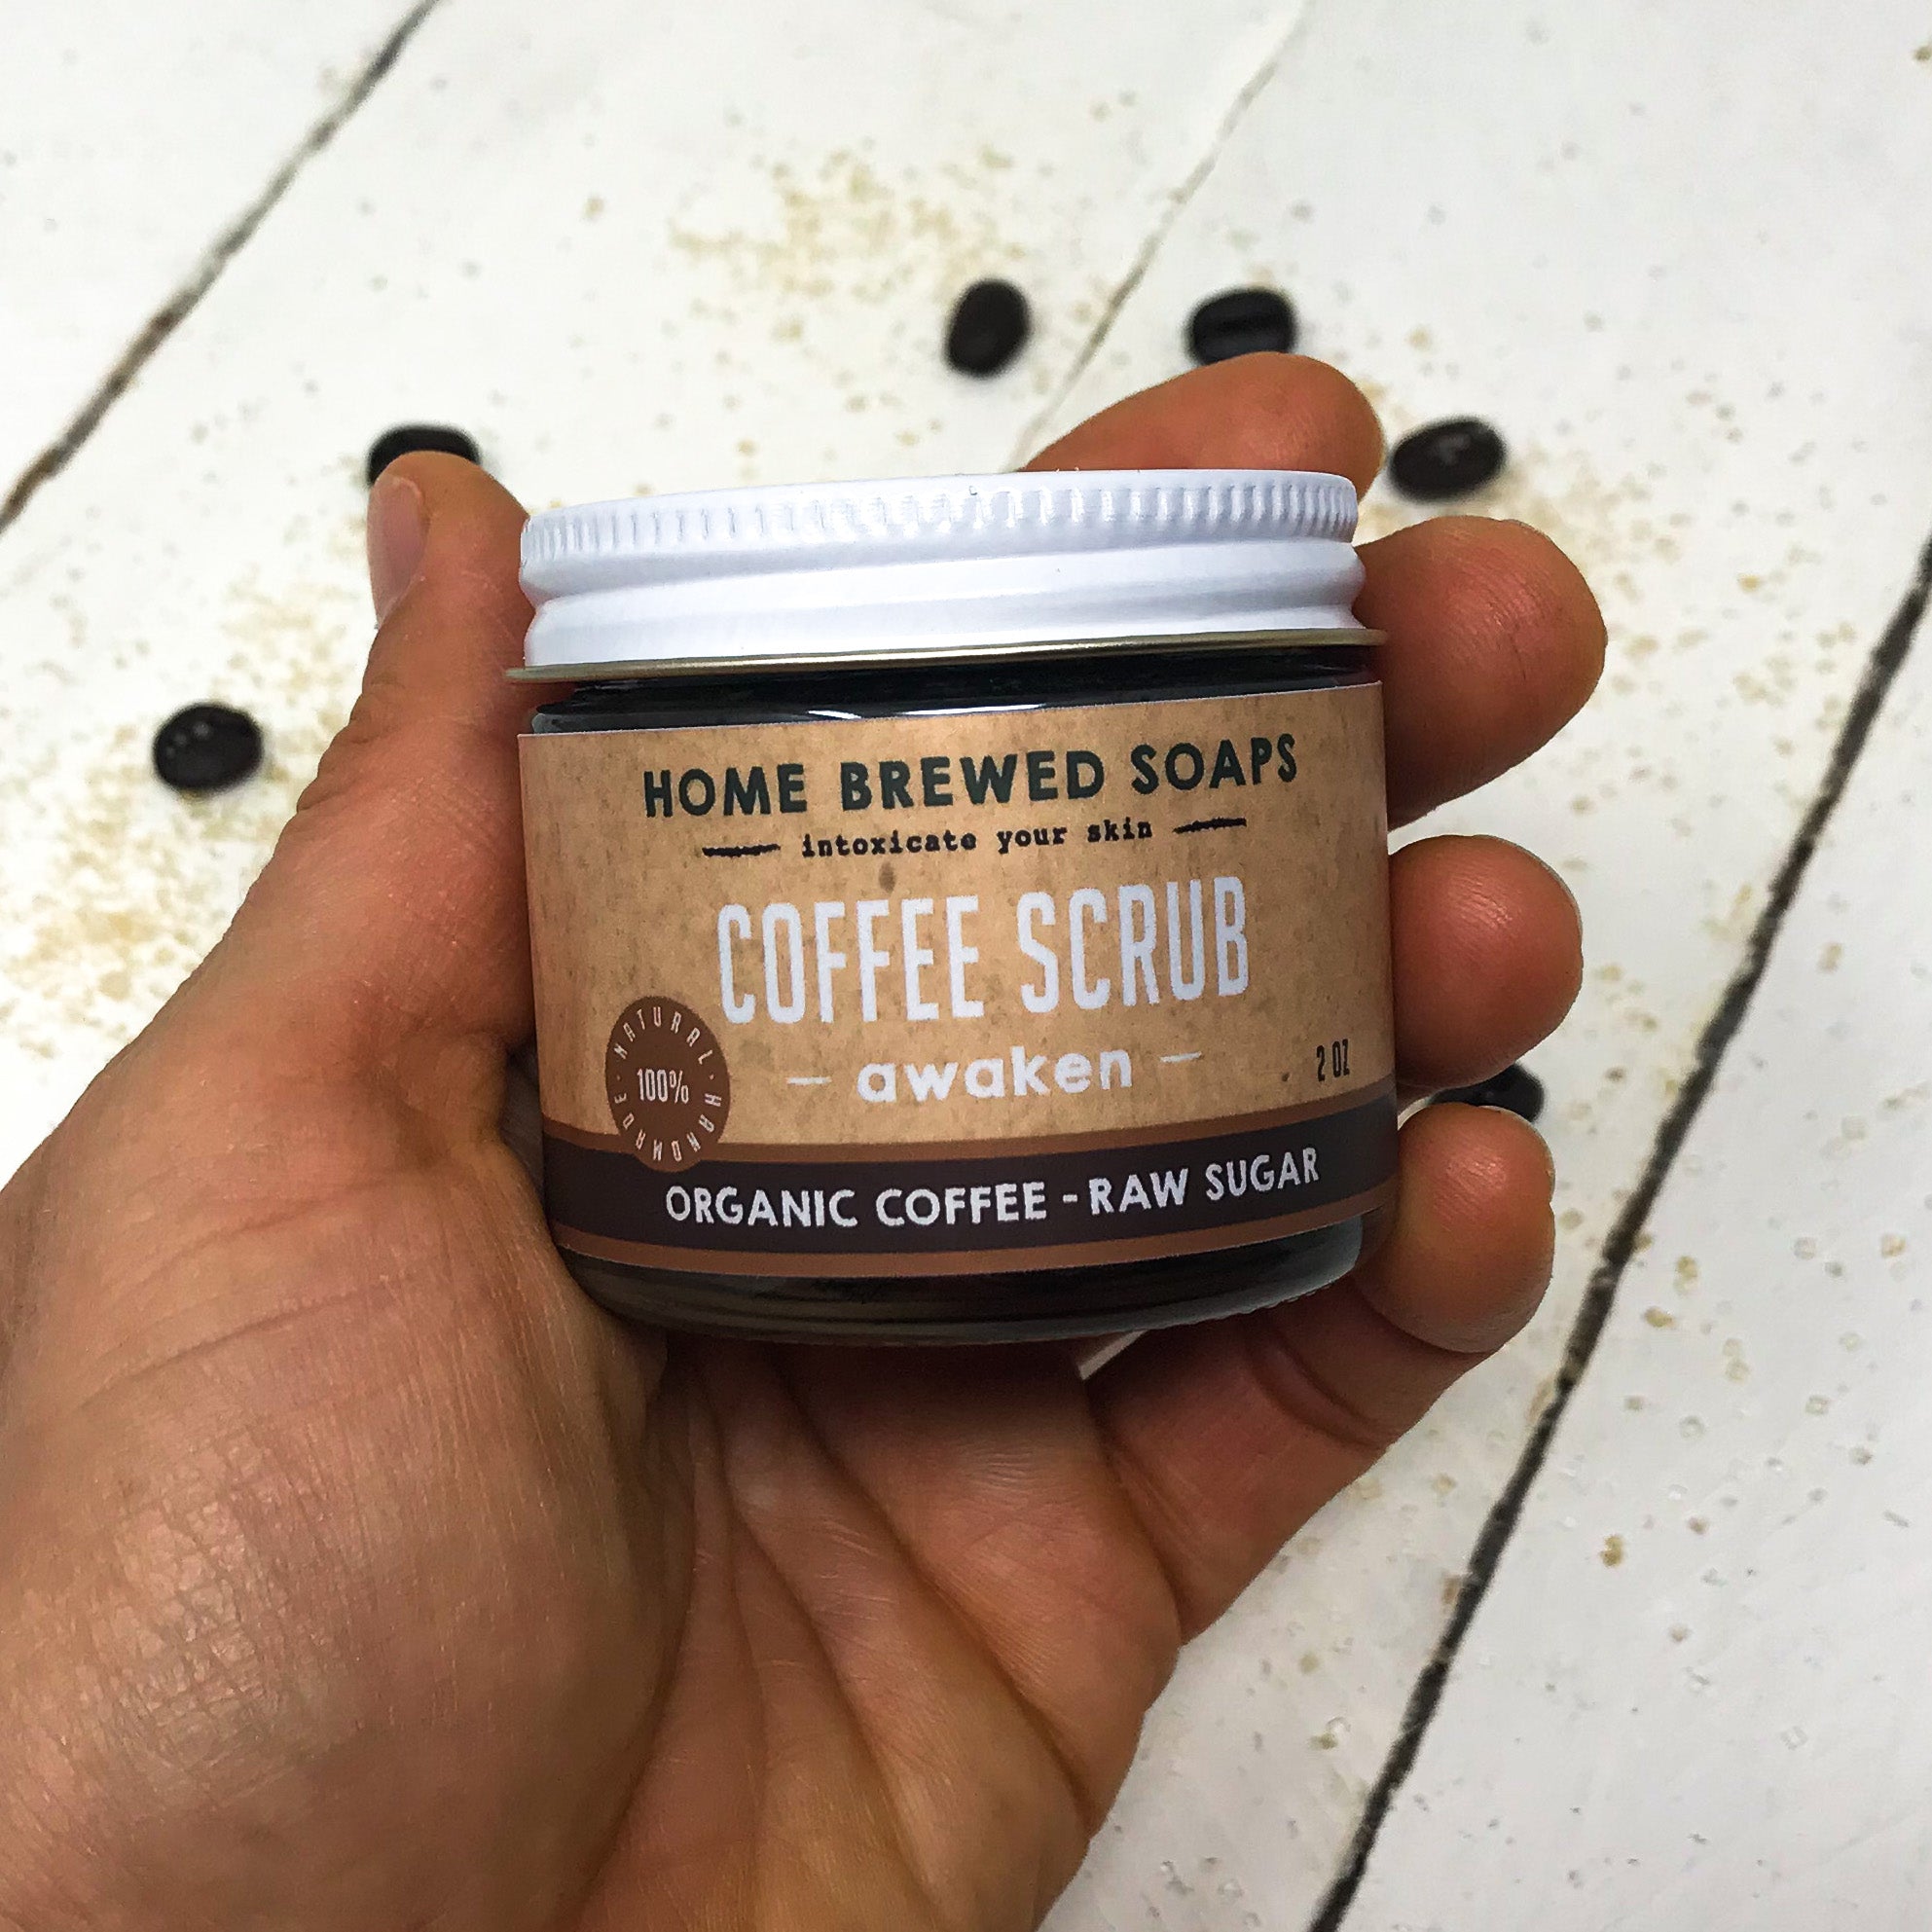 HOME BREWED SOAPS
intoxicate your skin
COFFEE SCRUB
awaken
2 OZ
NATURAL · HANDMADE ·
100%
ORGANIC COFFEE - RAW SUGAR